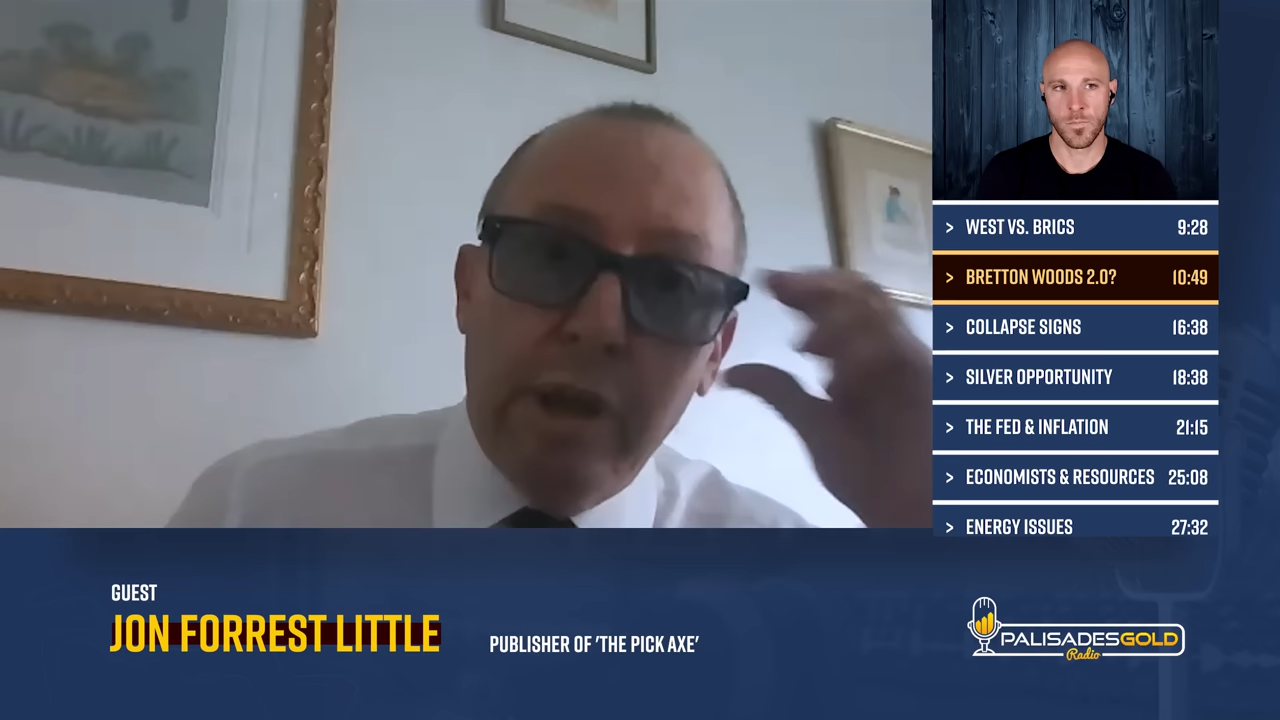 > WEST VS. BRICS 9:28
> BRETTON WOODS 2.0? 10:49
> COLLAPSE SIGNS 16:38
> SILVER OPPORTUNITY 18:38
> THE FED & INFLATION 21:15
> ECONOMISTS & RESOURCES 25:08
> ENERGY ISSUES 27:32
GUEST
JON FORREST LITTLE
PUBLISHER OF 'THE PICK AXE'
PALISADESGOLD
Radio